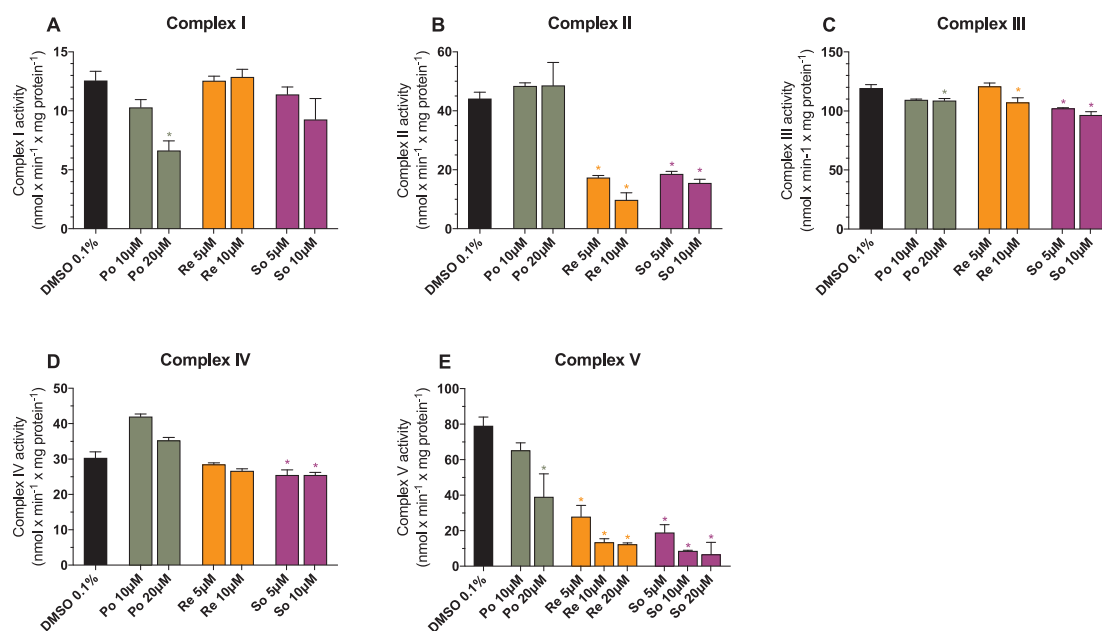 A
Complex I
Complex I activity
(nmol x min⁻¹ x mg protein⁻¹)
15
10
5
0
*
DMSO 0.1%
Po 10µM
Po 20µM
Re 5µM
Re 10µM
So 5µM
So 10µM
B
Complex II
Complex II activity
(nmol x min⁻¹ x mg protein⁻¹)
60
40
20
0
* * * *
DMSO 0.1%
Po 10µM
Po 20µM
Re 5µM
Re 10µM
So 5µM
So 10µM
C
Complex III
Complex III activity
(nmol x min-1 x mg protein⁻¹)
150
100
50
0
* * * *
DMSO 0.1%
Po 10µM
Po 20µM
Re 5µM
Re 10µM
So 5µM
So 10µM
D
Complex IV
Complex IV activity
(nmol x min⁻¹ x mg protein⁻¹)
50
40
30
20
10
0
* *
DMSO 0.1%
Po 10µM
Po 20µM
Re 5µM
Re 10µM
So 5µM
So 10µM
E
Complex V
Complex V activity
(nmol x min⁻¹ x mg protein⁻¹)
100
80
60
40
20
0
* * * * * * *
DMSO 0.1%
Po 10µM
Po 20µM
Re 5µM
Re 10µM
Re 20µM
So 5µM
So 10µM
So 20µM